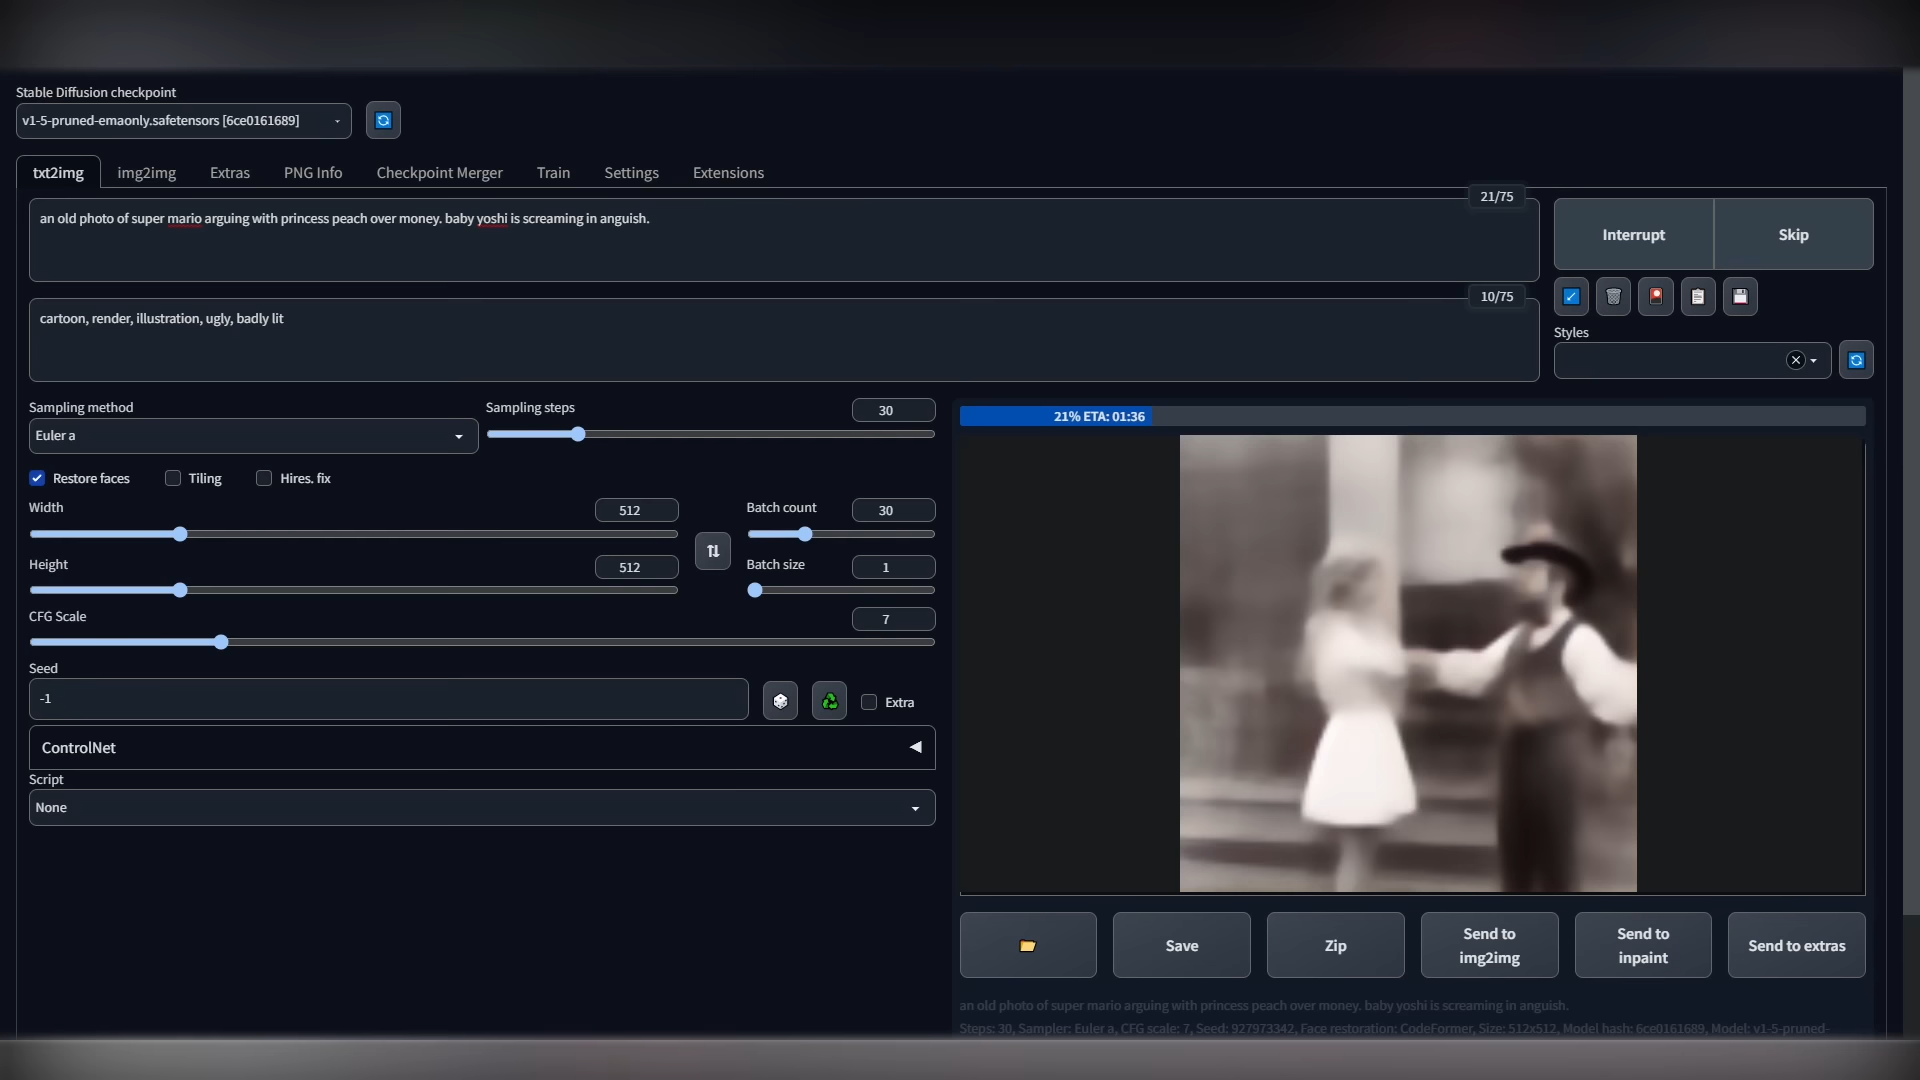 Stable Diffusion checkpoint
v1-5-pruned-emaonly.safetensors [6ce0161689]
txt2img img2img Extras PNG Info Checkpoint Merger Train Settings Extensions
21/75
an old photo of super mario arguing with princess peach over money. baby yoshi is screaming in anguish.
Interrupt Skip
10/75
cartoon, render, illustration, ugly, badly lit
Styles
Sampling method
Euler a
Sampling steps
30
21% ETA: 01:36
Restore faces Tiling Hires. fix
Width
512
Batch count
30
Height
512
Batch size
1
CFG Scale
7
Seed
-1
Extra
ControlNet
Script
None
Save
Zip
Send to
img2img
Send to
inpaint
Send to extras
an old photo of super mario arguing with princess peach over money. baby yoshi is screaming in anguish.
Steps: 30, Sampler: Euler a, CFG scale: 7, Seed: 927973342, Face restoration: CodeFormer, Size: 512x512, Model hash: 6ce0161689, Model: v1-5-pruned-